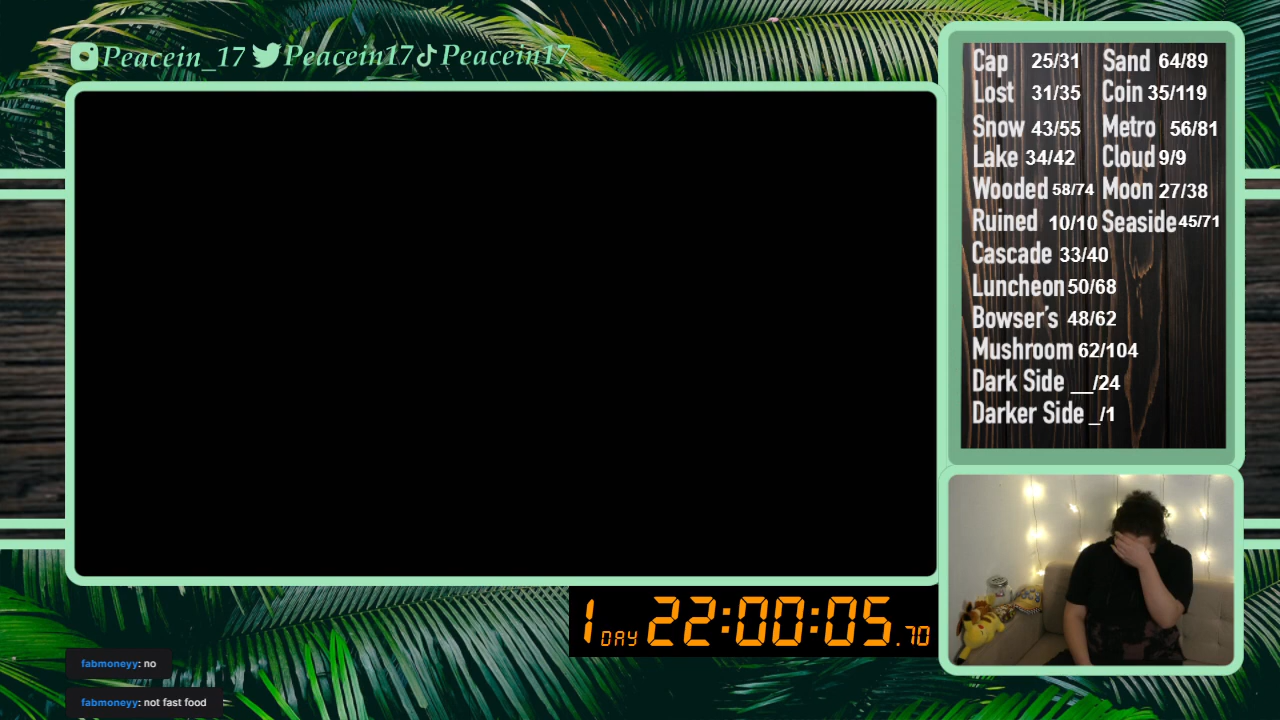 Peacein_17 Peacein17 Peacein17
Cap 25/31 Sand 64/89
Lost 31/35 Coin 35/119
Snow 43/55 Metro 56/81
Lake 34/42 Cloud 9/9
Wooded 58/74 Moon 27/38
Ruined 10/10 Seaside 45/71
Cascade 33/40
Luncheon 50/68
Bowser's 48/62
Mushroom 62/104
Dark Side __/24
Darker Side _/1
1 DAY 22:00:05.70
fabmoneyy: no
fabmoneyy: not fast food